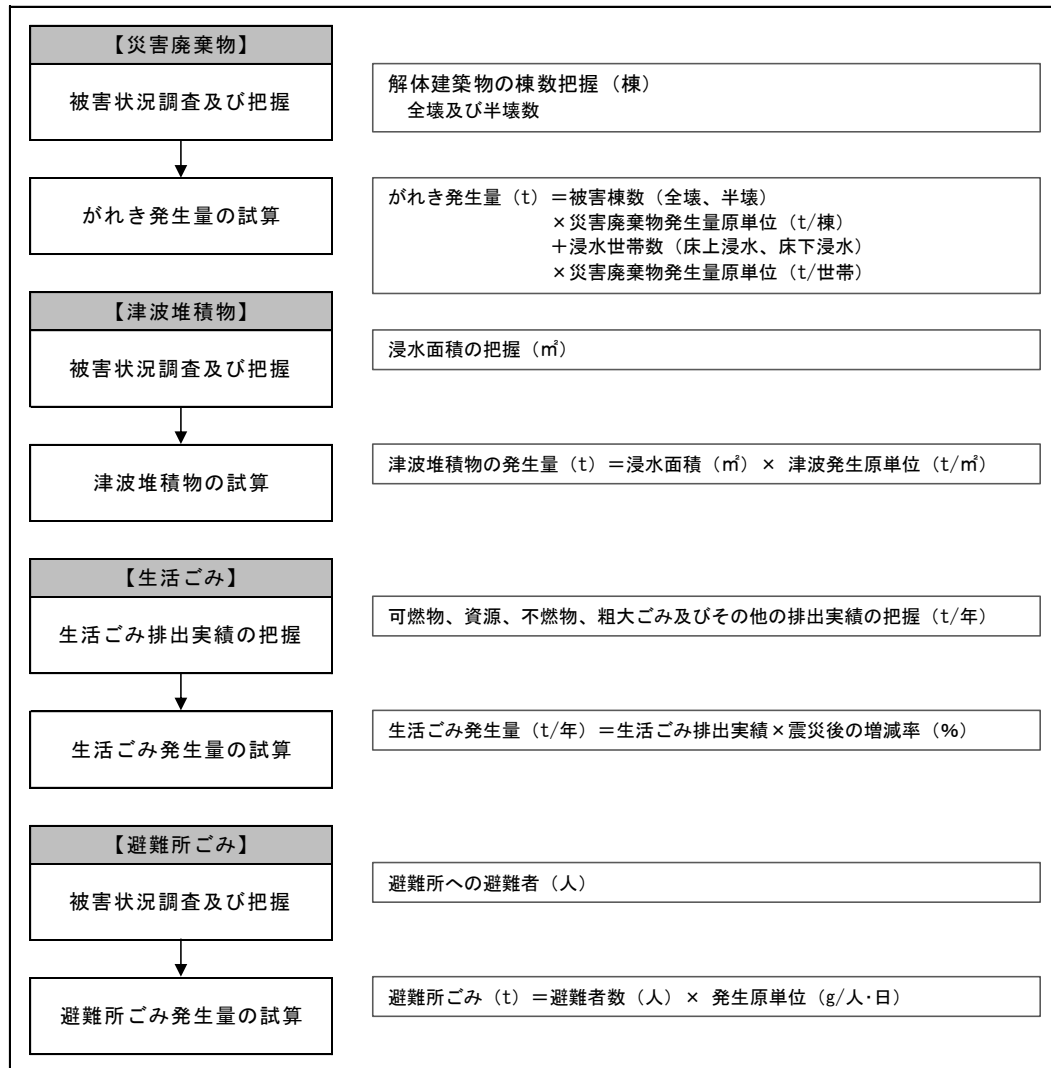 【災害廃棄物】
被害状況調査及び把握
解体建築物の棟数把握（棟）
全壊及び半壊数
がれき発生量の試算
がれき発生量（t）＝被害棟数（全壊、半壊）
×災害廃棄物発生量原単位（t/棟）
＋浸水世帯数（床上浸水、床下浸水）
×災害廃棄物発生量原単位（t/世帯）
【津波堆積物】
被害状況調査及び把握
浸水面積の把握（㎡）
津波堆積物の試算
津波堆積物の発生量（t）＝浸水面積（㎡）× 津波発生原単位（t/㎡）
【生活ごみ】
生活ごみ排出実績の把握
可燃物、資源、不燃物、粗大ごみ及びその他の排出実績の把握（t/年）
生活ごみ発生量の試算
生活ごみ発生量（t/年）＝生活ごみ排出実績×震災後の増減率（%）
【避難所ごみ】
被害状況調査及び把握
避難所への避難者（人）
避難所ごみ発生量の試算
避難所ごみ（t）＝避難者数（人）× 発生原単位（g/人･日）